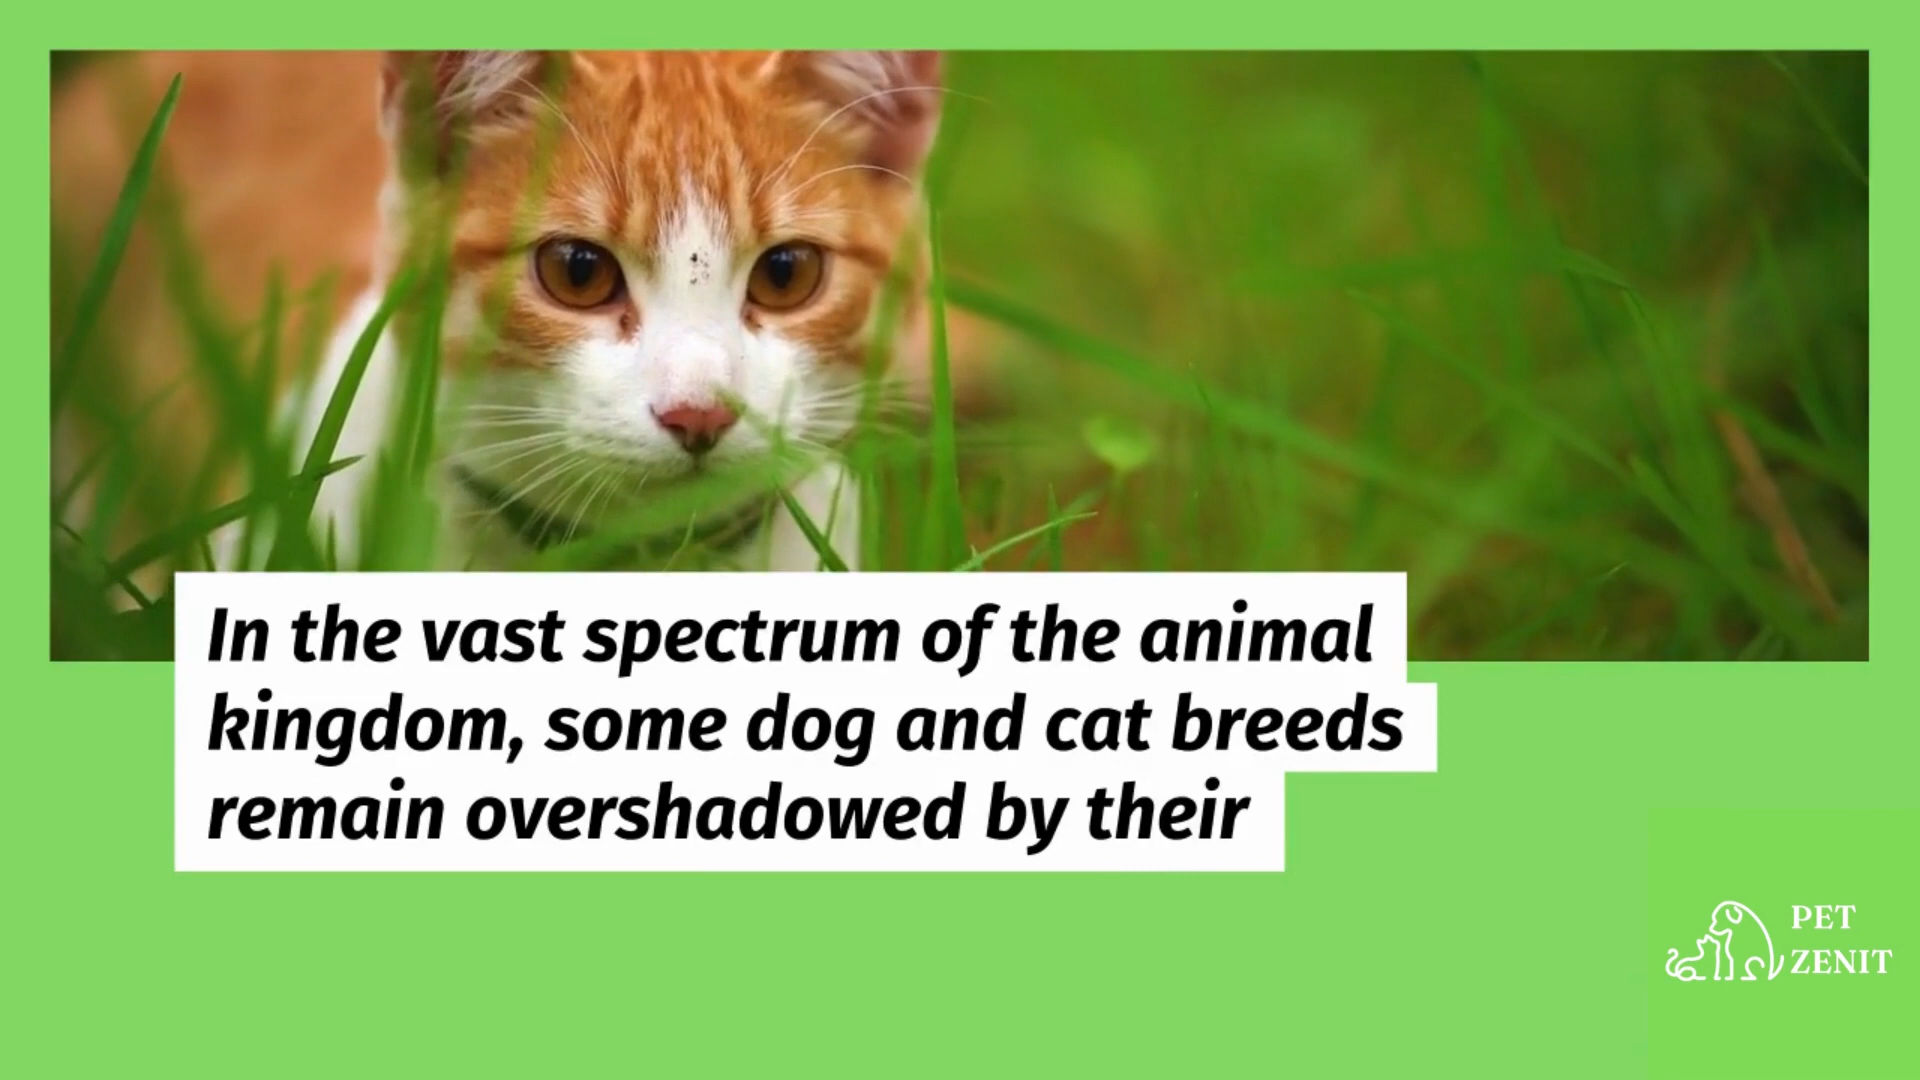 In the vast spectrum of the animal
kingdom, some dog and cat breeds
remain overshadowed by their
PET
ZENIT